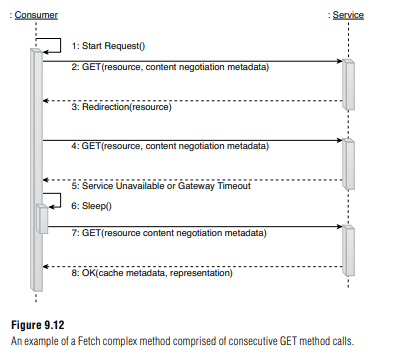 : Consumer
: Service
1: Start Request()
2: GET(resource, content negotiation metadata)
3: Redirection(resource)
4: GET(resource, content negotiation metadata)
5: Service Unavailable or Gateway Timeout
6: Sleep()
7: GET(resource content negotiation metadata)
8: OK(cache metadata, representation)
Figure 9.12
An example of a Fetch complex method comprised of consecutive GET method calls.